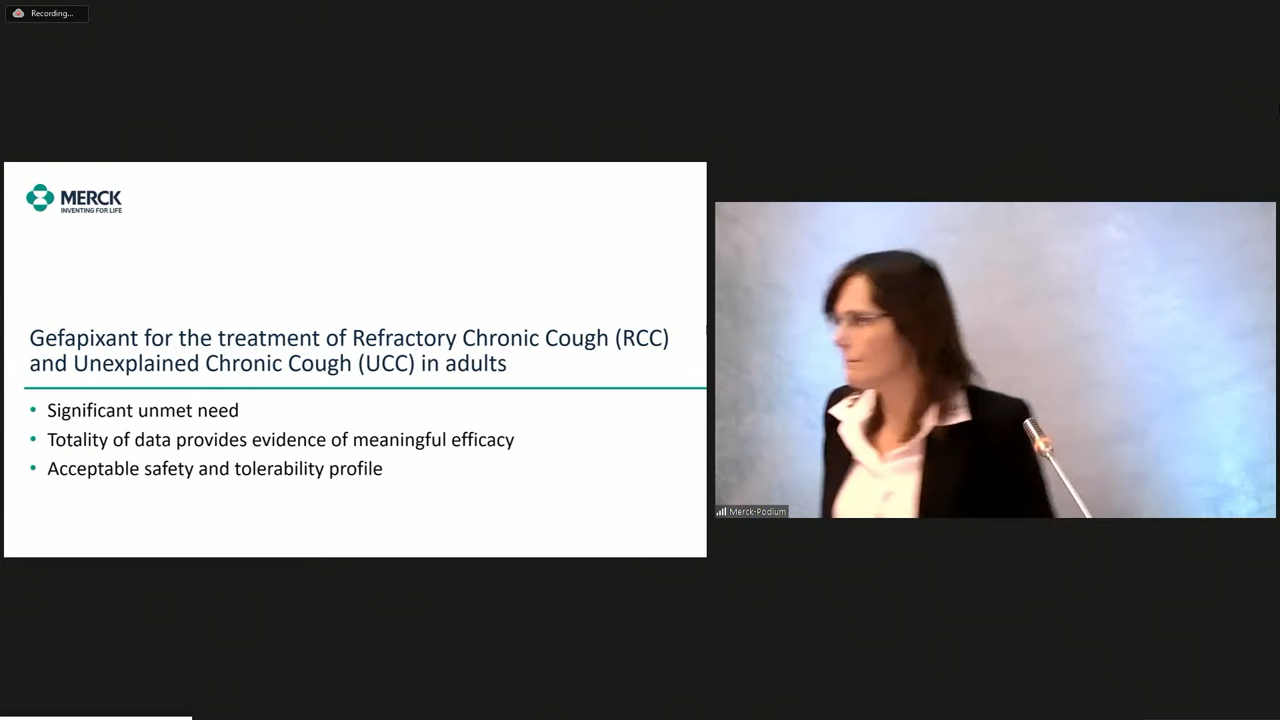 Recording...
MERCK
INVENTING FOR LIFE
Gefapixant for the treatment of Refractory Chronic Cough (RCC)
and Unexplained Chronic Cough (UCC) in adults
• Significant unmet need
• Totality of data provides evidence of meaningful efficacy
• Acceptable safety and tolerability profile
Merck-Podium